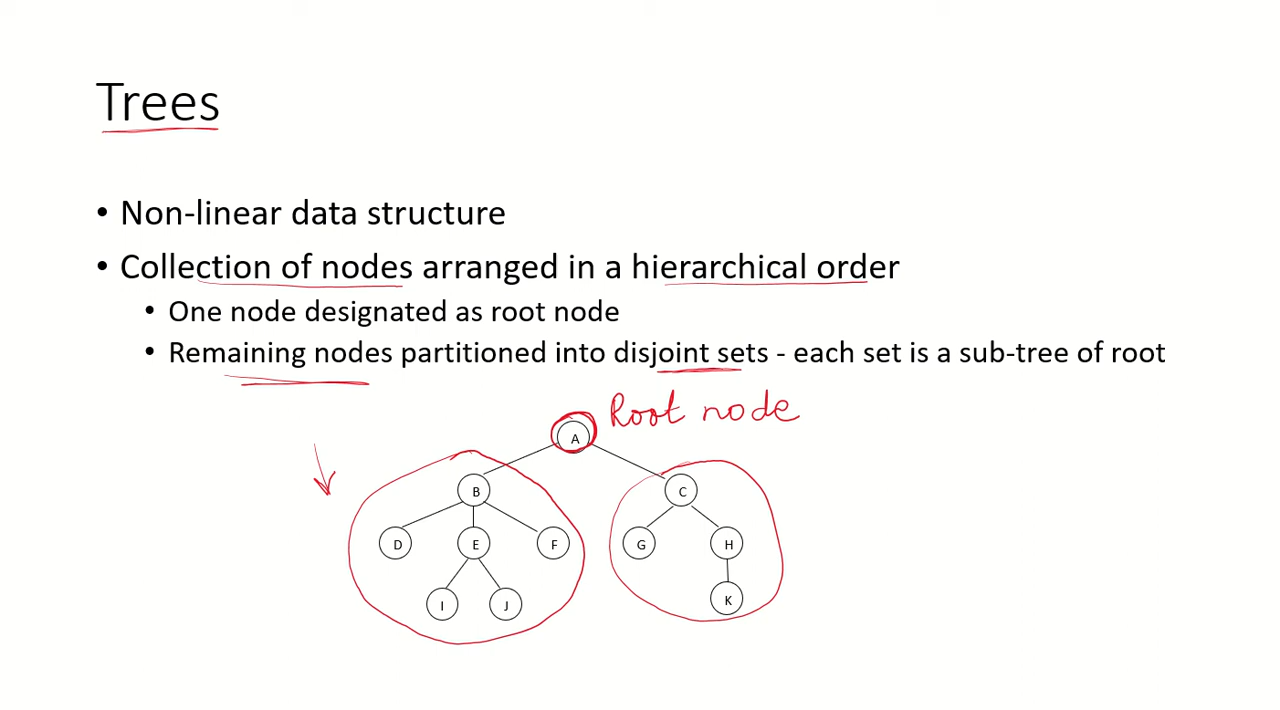 Trees
• Non-linear data structure
• Collection of nodes arranged in a hierarchical order
• One node designated as root node
• Remaining nodes partitioned into disjoint sets - each set is a sub-tree of root
Root node
A
B C
D E F G H
I J K